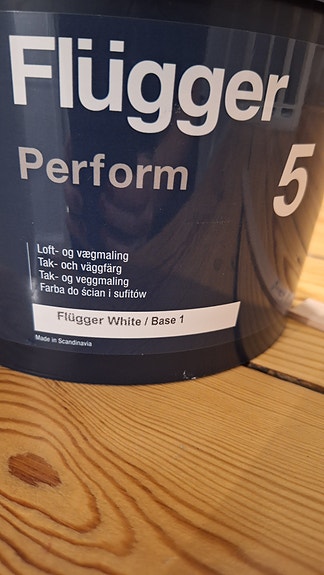 Flügger
Perform
5
Loft- og vægmaling
Tak- och väggfärg
Tak- og veggmaling
Farba do ścian i sufitów
Flügger White / Base 1
Made in Scandinavia